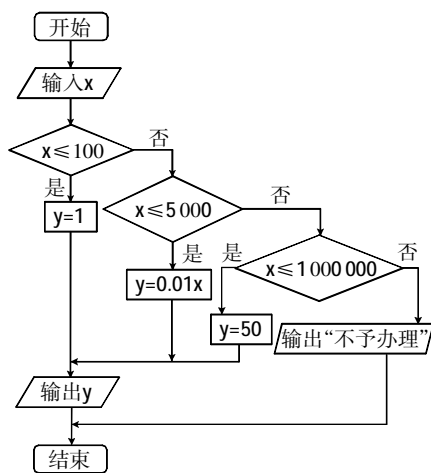 开始
输入x
x≤100
否
是
y=1
x≤5 000
否
是
y=0.01x
x≤1 000 000
是
否
y=50
输出“不予办理”
输出y
结束